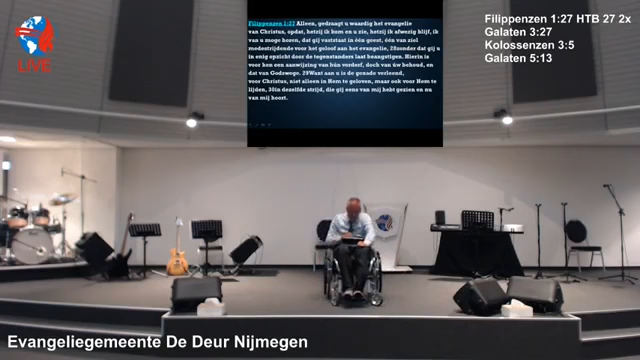 Filippenzen 1:27 Alleen, gedraagt u waardig het evangelie
van Christus, opdat, hetzij ik kom en u zie, hetzij ik afwezig blijf, ik
van u moge horen, dat gij vaststaat in één geest, één van ziel
medestrijdende voor het geloof aan het evangelie, 28zonder dat gij u
in enig opzicht door de tegenstanders laat beangstigen. Hierin is
voor hen een aanwijzing van hún verderf, doch van ùw behoud, en
dat van Godswege. 29Want aan u is de genade verleend,
voor Christus, niet alleen in Hem te geloven, maar ook voor Hem te
lijden, 30in dezelfde strijd, die gij eens van mij hebt gezien en nu
van mij hoort.
Filippenzen 1:27 HTB 27 2x
Galaten 3:27
Kolossenzen 3:5
Galaten 5:13
LIVE
Evangeliegemeente De Deur Nijmegen